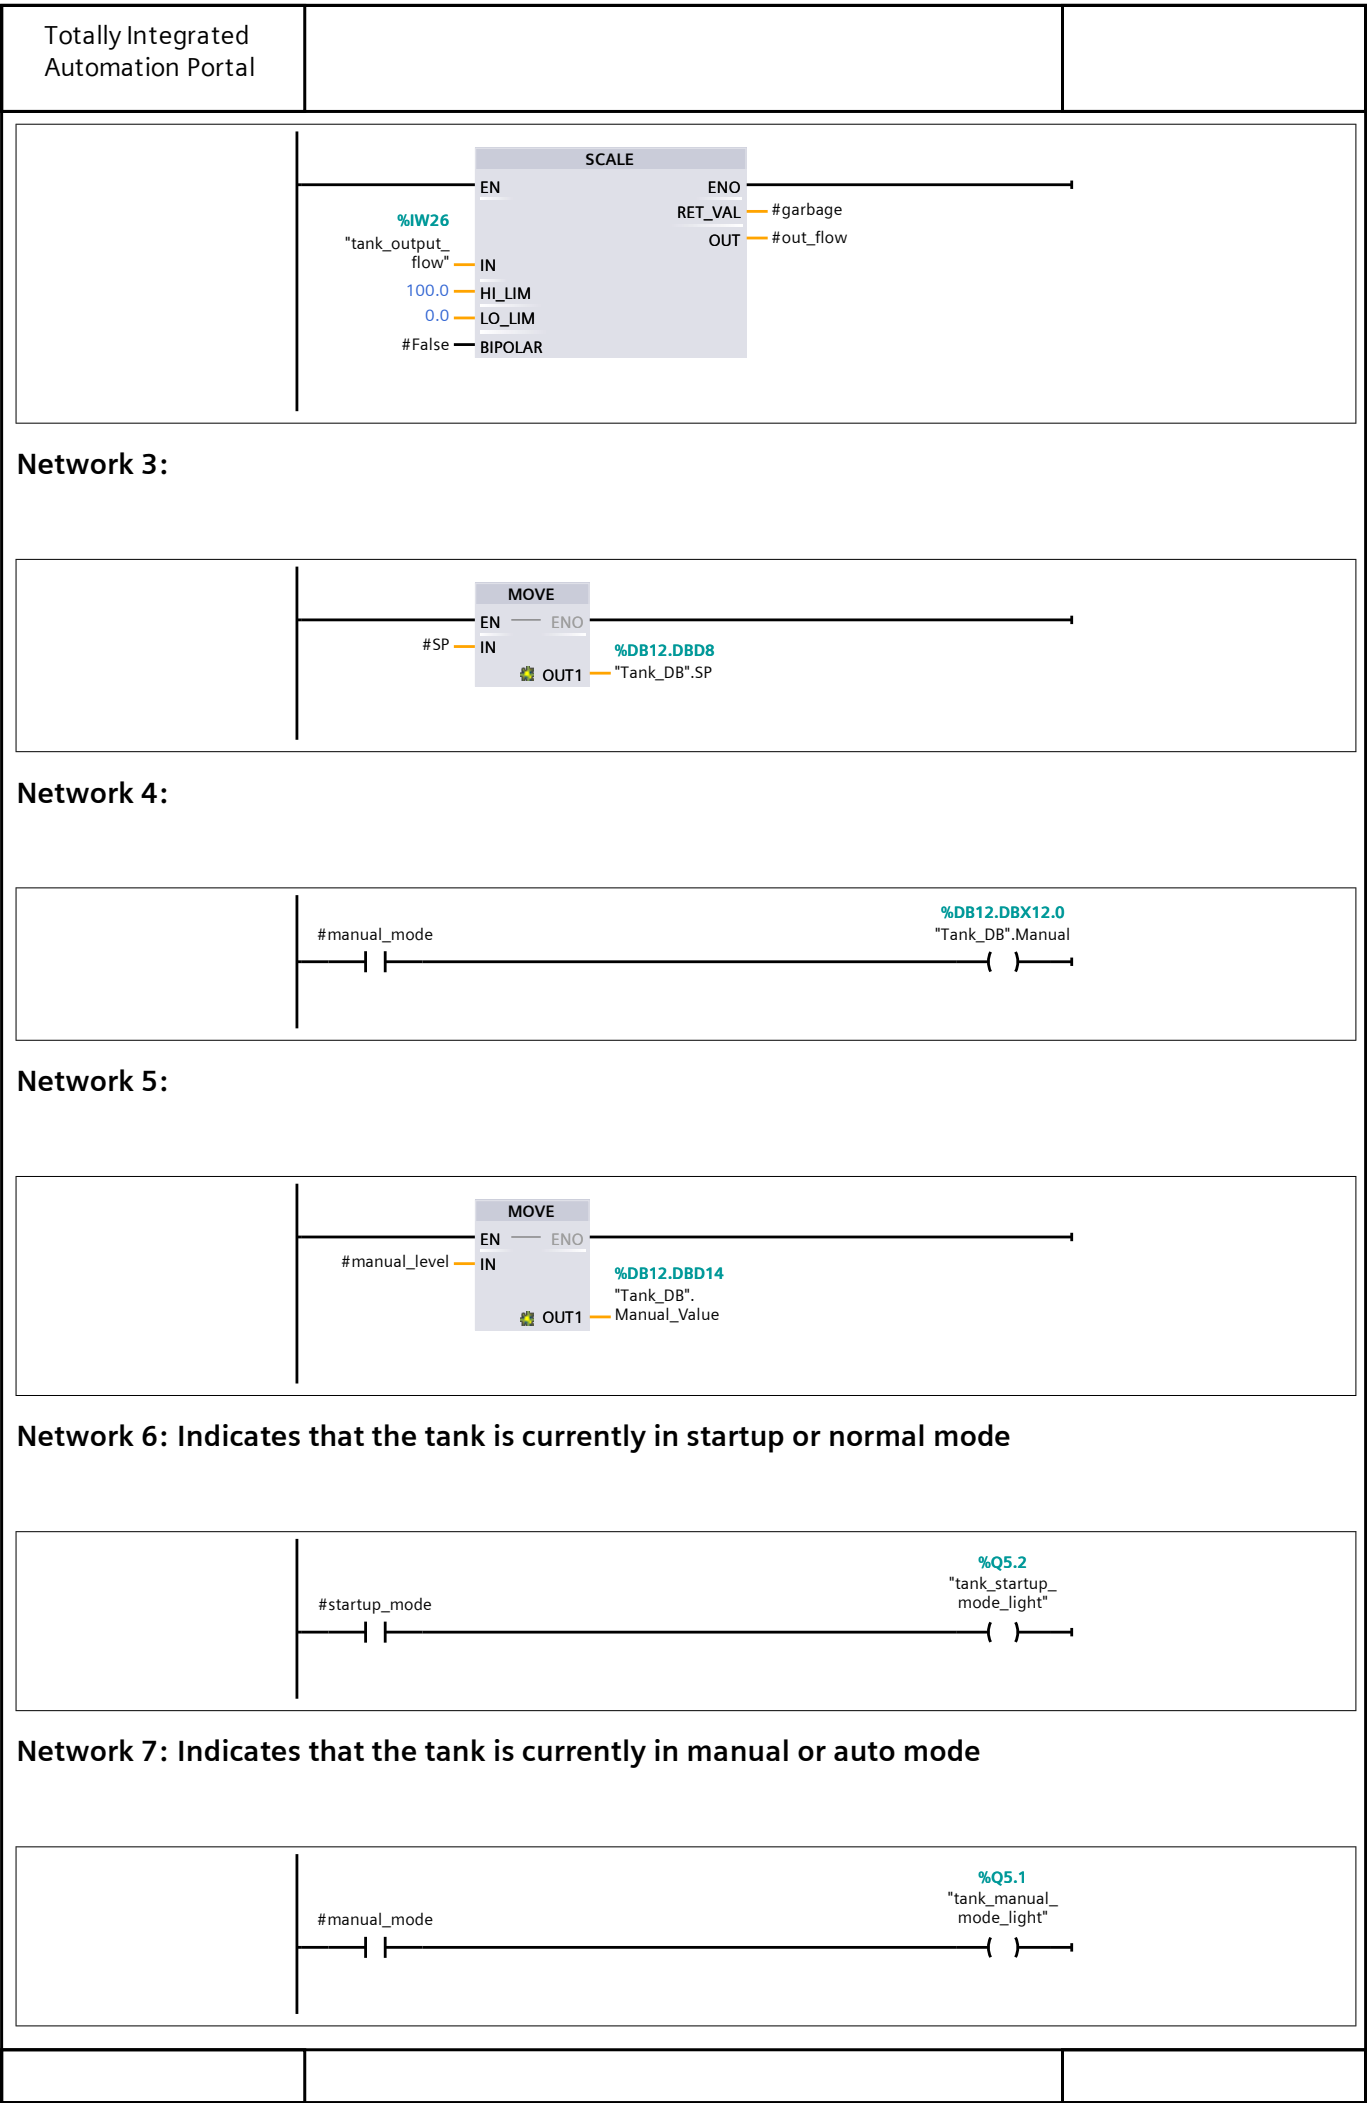 Totally Integrated
Automation Portal
SCALE
EN
ENO
RET_VAL
#garbage
%IW26
"tank_output_
flow"
IN
OUT
#out_flow
100.0
HI_LIM
0.0
LO_LIM
#False
BIPOLAR
Network 3:
MOVE
EN
ENO
#SP
IN
%DB12.DBD8
OUT1
"Tank_DB".SP
Network 4:
%DB12.DBX12.0
#manual_mode
"Tank_DB".Manual
Network 5:
MOVE
EN
ENO
#manual_level
IN
%DB12.DBD14
"Tank_DB".
OUT1
Manual_Value
Network 6: Indicates that the tank is currently in startup or normal mode
%Q5.2
"tank_startup_
mode_light"
#startup_mode
Network 7: Indicates that the tank is currently in manual or auto mode
%Q5.1
"tank_manual_
mode_light"
#manual_mode